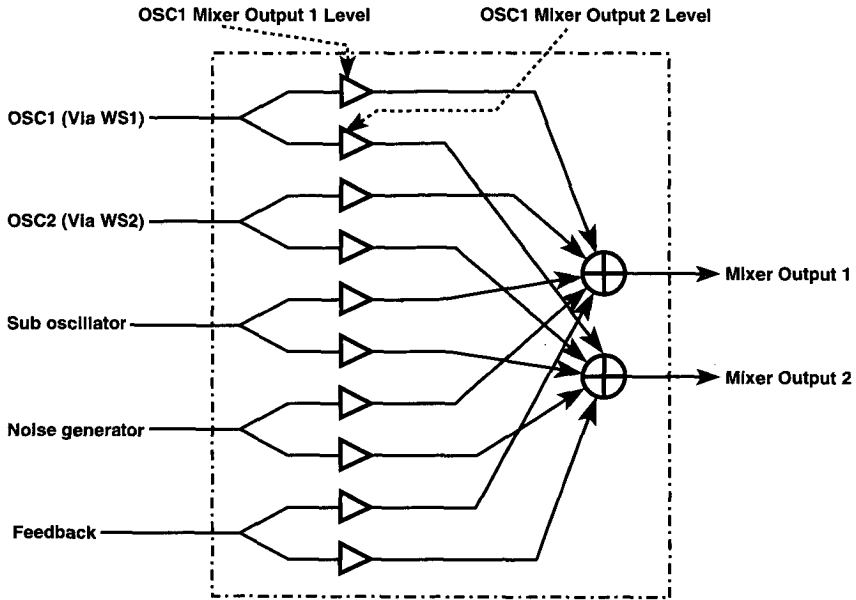 OSC1 Mixer Output 1 Level
OSC1 Mixer Output 2 Level
OSC1 (Via WS1)
OSC2 (Via WS2)
Sub oscillator
Noise generator
Feedback
Mixer Output 1
Mixer Output 2